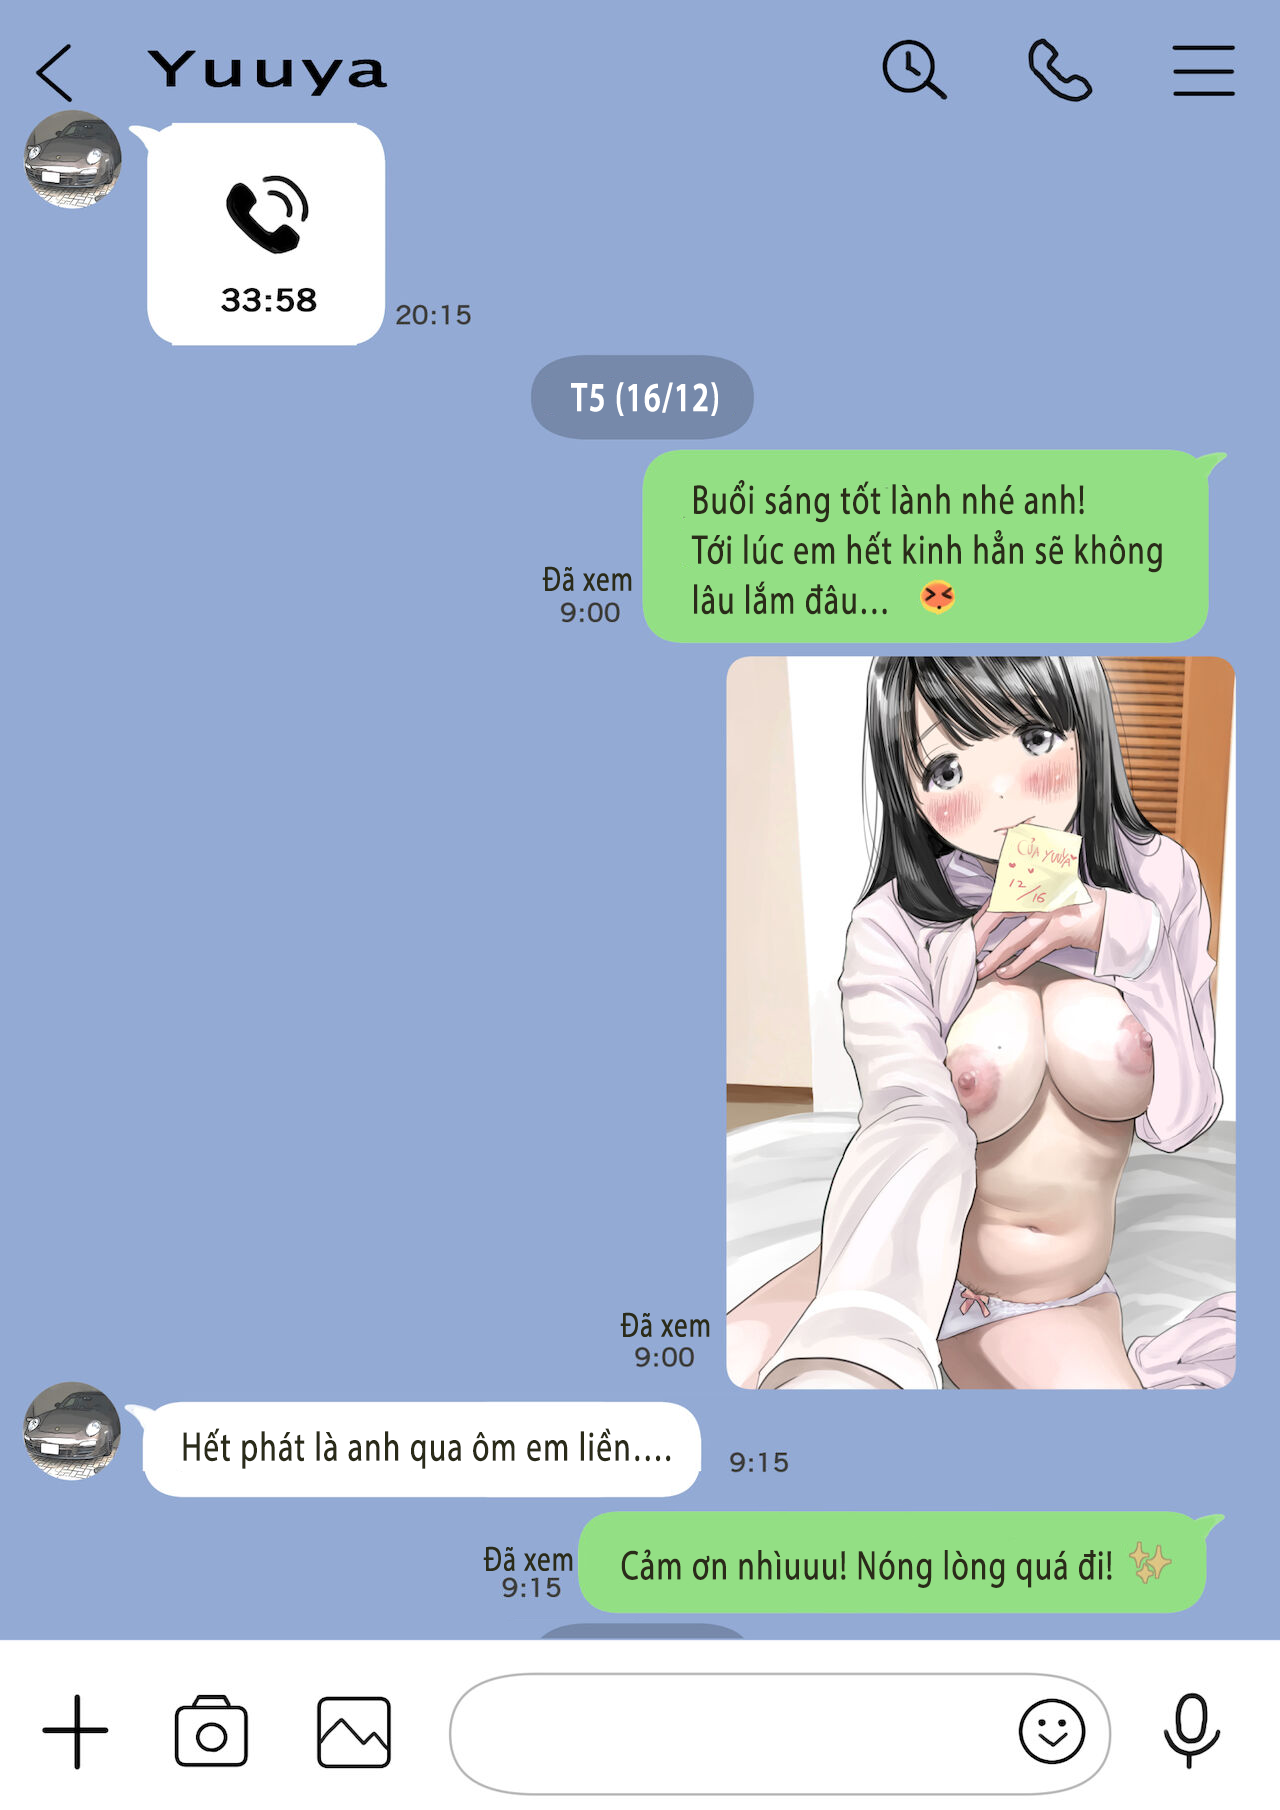 Yuuya
33:58
20:15
T5 (16/12)
Buổi sáng tốt lành nhé anh!
Tới lúc em hết kinh hẳn sẽ không
lâu lắm đâu...
Đã xem
9:00
CỦA YUUYA
12/16
Đã xem
9:00
Hết phát là anh qua ôm em liền....
9:15
Cảm ơn nhìuuu! Nóng lòng quá đi!
Đã xem
9:15